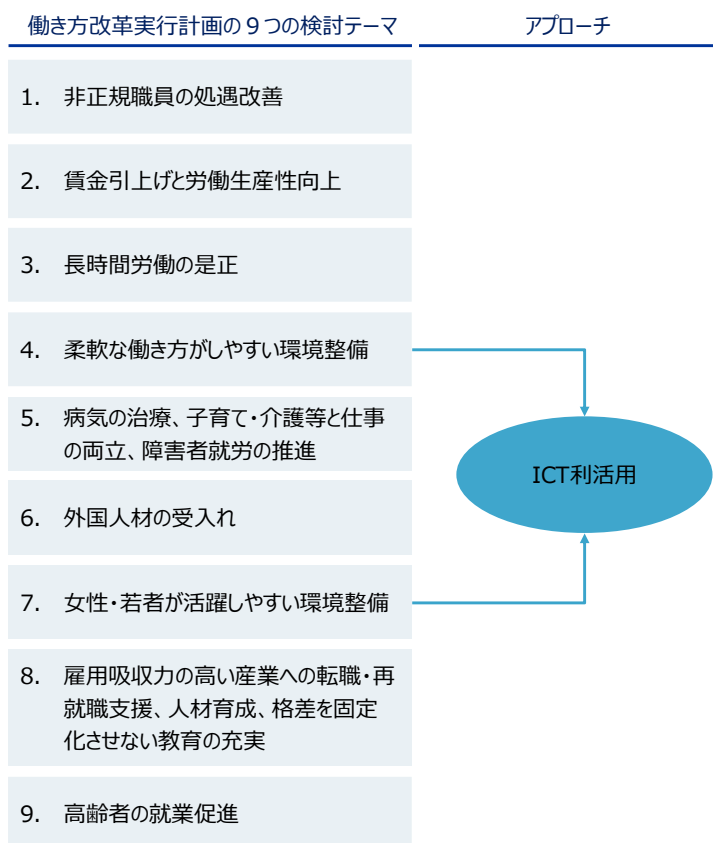 働き方改革実行計画の９つの検討テーマ
アプローチ
1. 非正規職員の処遇改善
2. 賃金引上げと労働生産性向上
3. 長時間労働の是正
4. 柔軟な働き方がしやすい環境整備
5. 病気の治療、子育て・介護等と仕事
の両立、障害者就労の推進
ICT利活用
6. 外国人材の受入れ
7. 女性・若者が活躍しやすい環境整備
8. 雇用吸収力の高い産業への転職・再
就職支援、人材育成、格差を固定
化させない教育の充実
9. 高齢者の就業促進